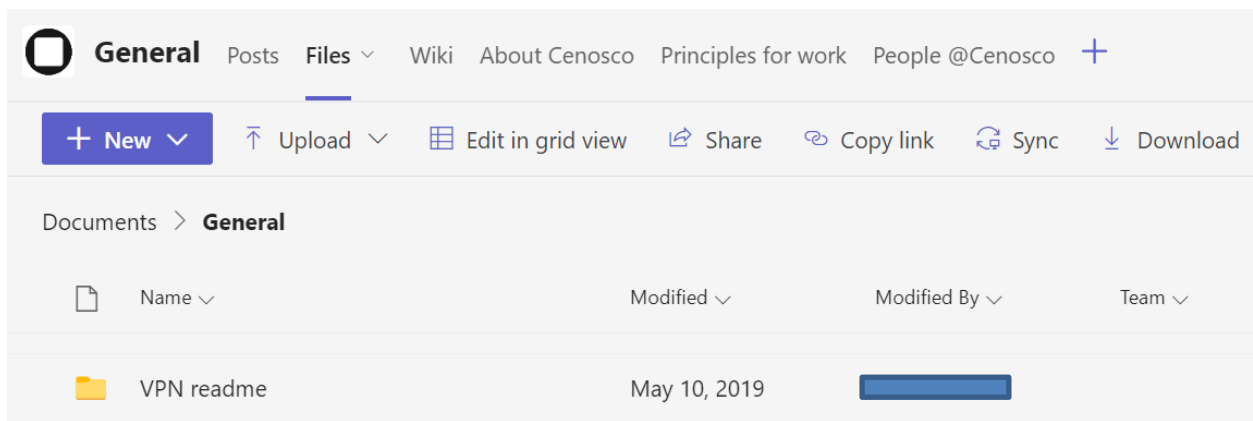 General Posts Files Wiki About Cenosco Principles for work People @Cenosco
New Upload Edit in grid view Share Copy link Sync Download
Documents > General
Name Modified Modified By Team
VPN readme May 10, 2019